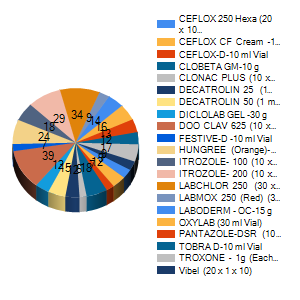 CEFLOX 250 Hexa (20
x 10...
CEFLOX CF Cream -1...
CEFLOX-D-10 ml Vial
CLOBETA GM-10 g
CLONAC PLUS (10 x...
DECATROLIN 25 (1...
DECATROLIN 50 (1 m...
DICLOLAB GEL -30 g
DOO CLAV 625 (10 x...
FESTIVE-D-10 ml Vial
HUNGREE (Orange)-...
ITROZOLE- 100 (10 x...
ITROZOLE- 200 (10 x...
LABCHLOR 250 (30 x...
LABMOX 250 (Red) (3...
LABODERM - OC-15 g
OXYLAB (30 ml Vial)
PANTAZOLE-DSR (10...
TOBRA D-10 ml Vial
TROXONE - 1g (Each...
Vibel (20 x 1 x 10)
34
29
18
24
7
39
12